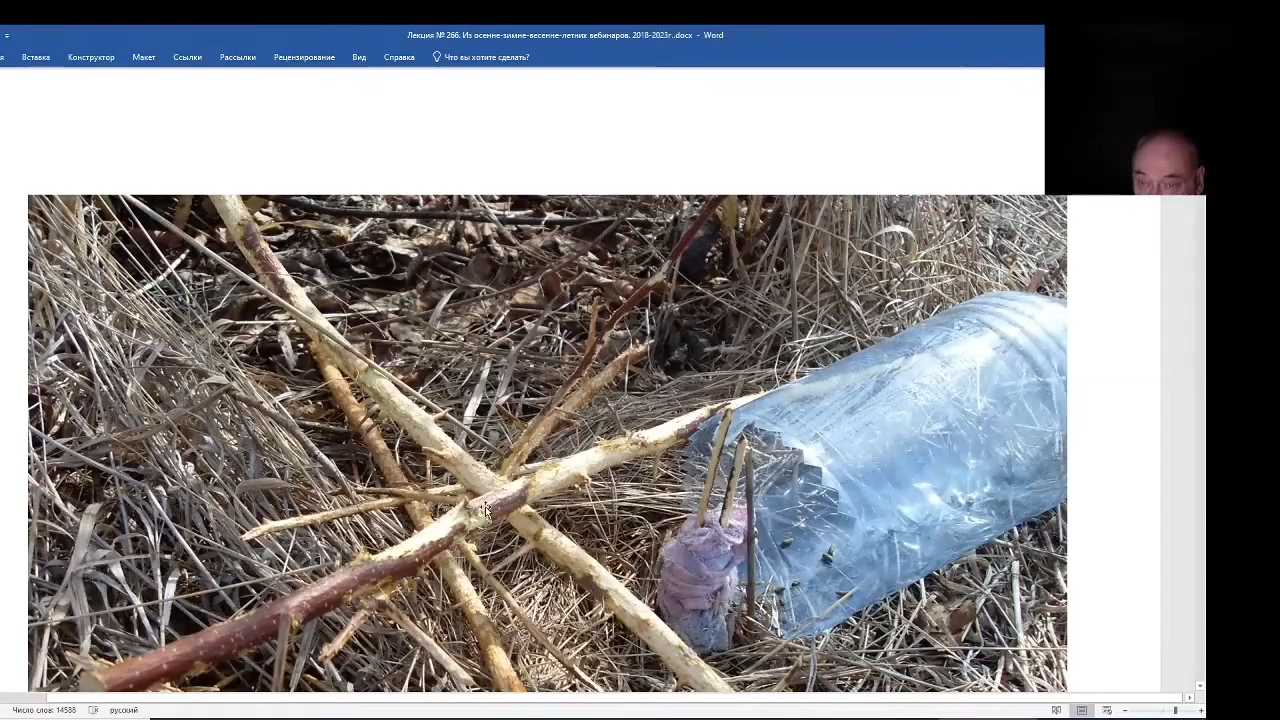 Лекция № 266. Из осенне-зимне-весенне-летних вебинаров. 2018-2023г..docx - Word
я Вставка Конструктор Макет Ссылки Рассылки Рецензирование Вид Справка Что вы хотите сделать?
Число слов: 14588 русский